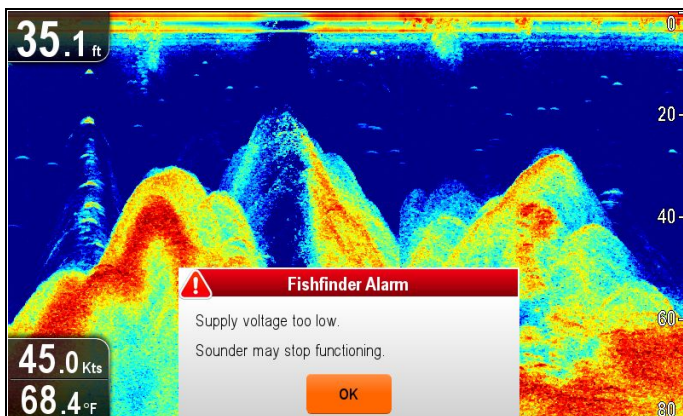 35.1 ft
0
20
40
60
80
Fishfinder Alarm
Supply voltage too low.
Sounder may stop functioning.
OK
45.0 Kts
68.4°F